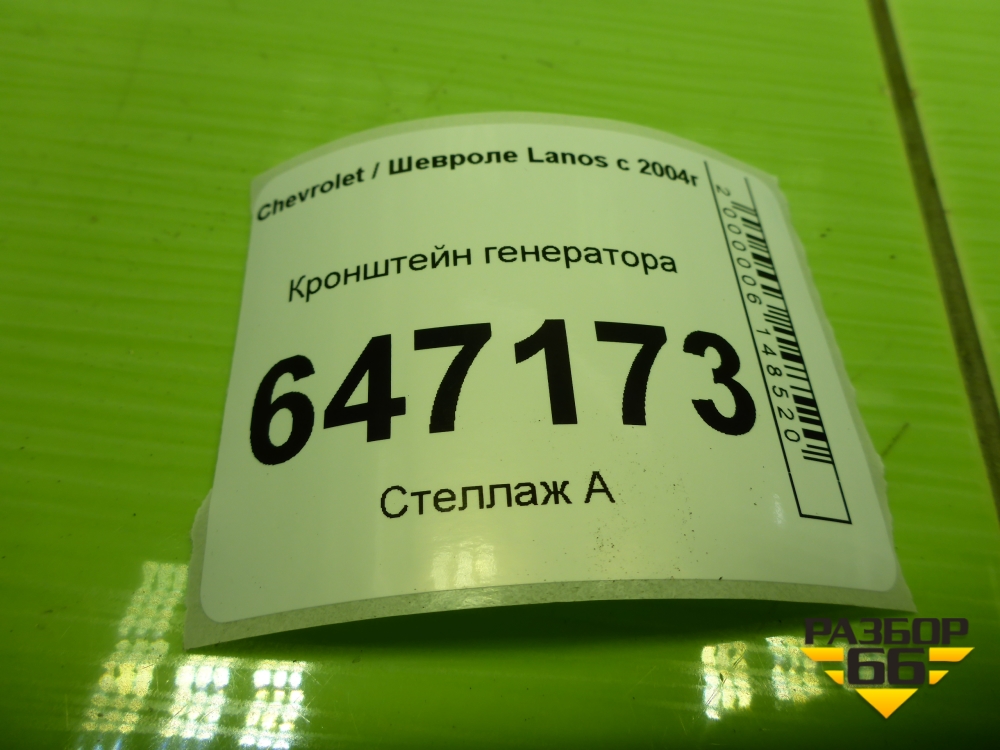 Chevrolet / Шевроле Lanos с 2004г
Кронштейн генератора
647173
Стеллаж А
2000006148520
РАЗБОР
66